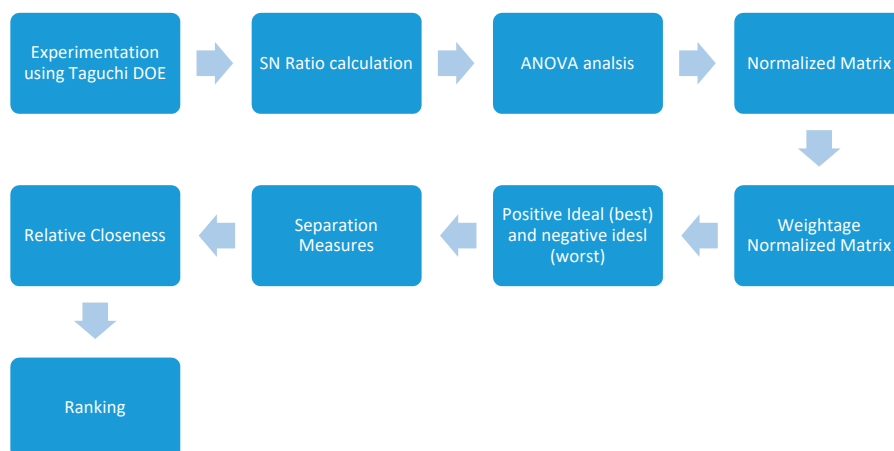 Experimentation
using Taguchi DOE
SN Ratio calculation
ANOVA analsis
Normalized Matrix
Weightage
Normalized Matrix
Positive Ideal (best)
and negative idesl
(worst)
Separation
Measures
Relative Closeness
Ranking